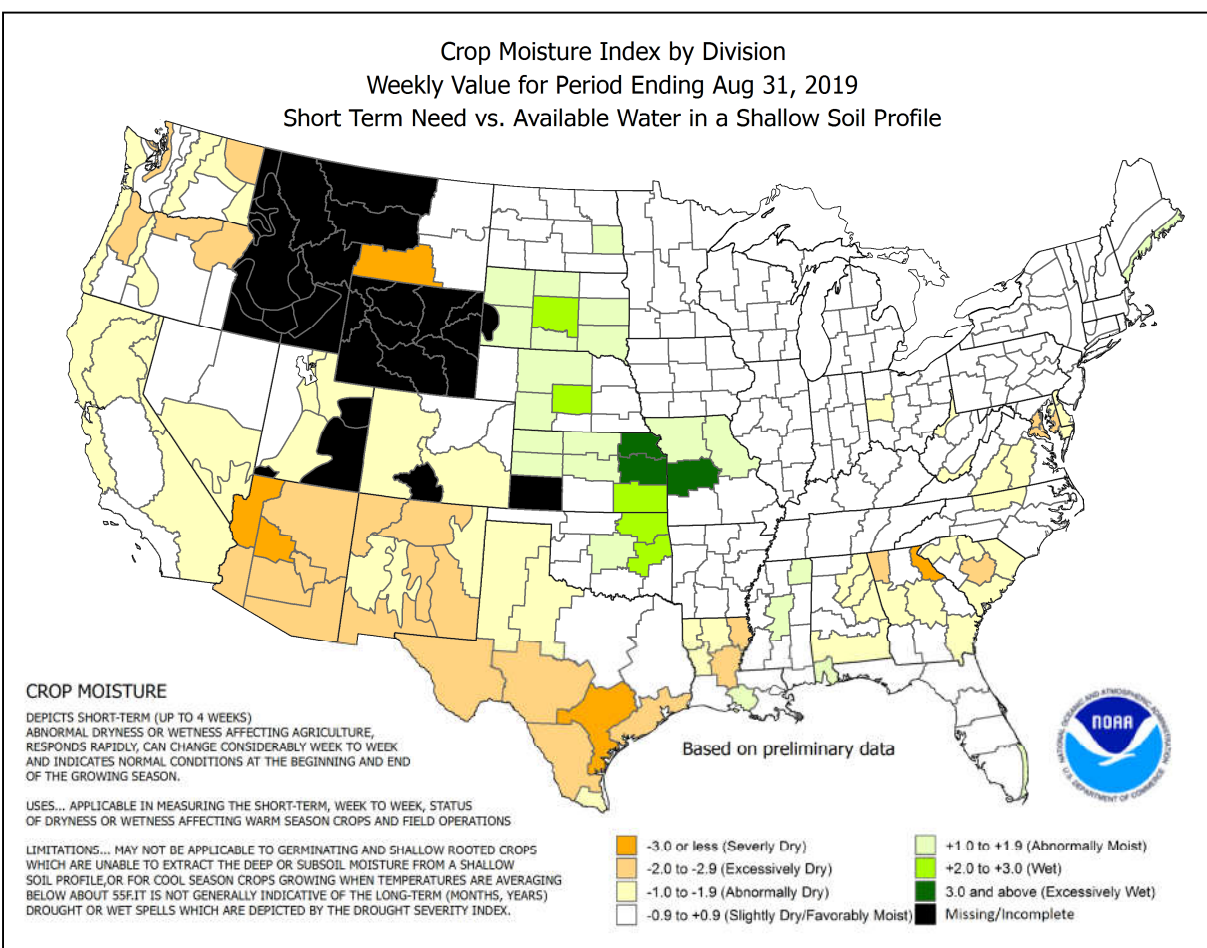 Crop Moisture Index by Division
Weekly Value for Period Ending Aug 31, 2019
Short Term Need vs. Available Water in a Shallow Soil Profile
CROP MOISTURE
DEPICTS SHORT-TERM (UP TO 4 WEEKS)
ABNORMAL DRYNESS OR WETNESS AFFECTING AGRICULTURE,
RESPONDS RAPIDLY, CAN CHANGE CONSIDERABLY WEEK TO WEEK
AND INDICATES NORMAL CONDITIONS AT THE BEGINNING AND END
OF THE GROWING SEASON.
USES... APPLICABLE IN MEASURING THE SHORT-TERM, WEEK TO WEEK, STATUS
OF DRYNESS OR WETNESS AFFECTING WARM SEASON CROPS AND FIELD OPERATIONS
LIMITATIONS... MAY NOT BE APPLICABLE TO GERMINATING AND SHALLOW ROOTED CROPS
WHICH ARE UNABLE TO EXTRACT THE DEEP OR SUBSOIL MOISTURE FROM A SHALLOW
SOIL PROFILE,OR FOR COOL SEASON CROPS GROWING WHEN TEMPERATURES ARE AVERAGING
BELOW ABOUT 55F.IT IS NOT GENERALLY INDICATIVE OF THE LONG-TERM (MONTHS, YEARS)
DROUGHT OR WET SPELLS WHICH ARE DEPICTED BY THE DROUGHT SEVERITY INDEX.
Based on preliminary data
NATIONAL OCEANIC AND ATMOSPHERIC ADMINISTRATION
NOAA
U.S. DEPARTMENT OF COMMERCE
-3.0 or less (Severly Dry)
-2.0 to -2.9 (Excessively Dry)
-1.0 to -1.9 (Abnormally Dry)
-0.9 to +0.9 (Slightly Dry/Favorably Moist)
+1.0 to +1.9 (Abnormally Moist)
+2.0 to +3.0 (Wet)
3.0 and above (Excessively Wet)
Missing/Incomplete